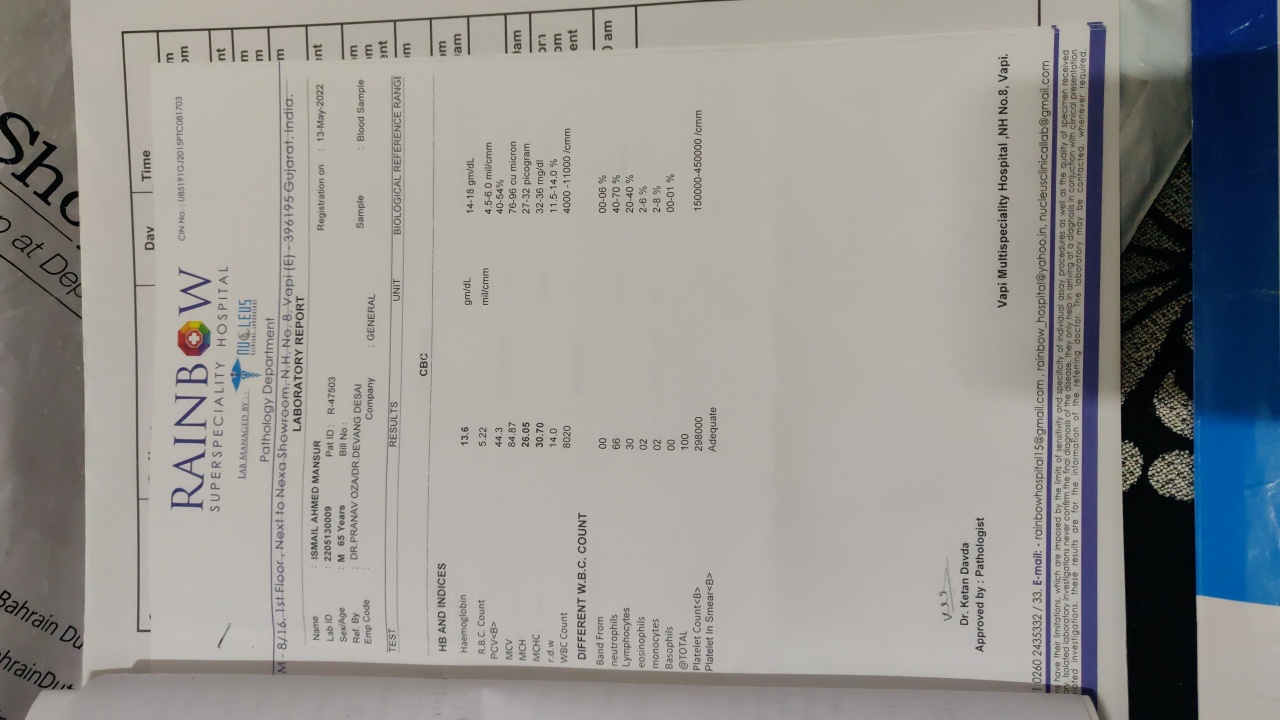 Bahrain Du
ahrainDut
Sho
at Dep
Day Time
RAINBOW
SUPERSPECIALITY HOSPITAL
CIN No. : U85191GJ2015PTC081703
LAB MANAGED BY :- NUCLEUS
CLINICAL LABORATORY
Pathology Department
M - 8/16, 1st Floor , Next to Nexa Showroom, N.H. No. 8, Vapi (E) - 396195 Gujarat, India.
LABORATORY REPORT
Name : ISMAIL AHMED MANSUR Registration on : 13-May-2022
Lab ID : 2205130009 Pat ID : R-47503
Sex/Age : M 65 Years Bill No :
Ref. By : DR.PRANAV OZA/DR.DEVANG DESAI Sample : Blood Sample
Emp Code : Company : GENERAL
TEST RESULTS UNIT BIOLOGICAL REFERENCE RANGE
CBC
HB AND INDICES
Haemoglobin 13.6 gm/dL 14-18 gm/dL
R.B.C. Count 5.22 mil/cmm 4.5-6.0 mil/cmm
PCV<B> 44.3 40-54%
MCV 84.87 76-96 cu micron
MCH 26.05 27-32 picogram
MCHC 30.70 32-36 mg/dl
r.d.w 14.0 11.5-14.0 %
WBC Count 8020 4000 -11000 /cmm
DIFFERENT W.B.C. COUNT
Band From 00 00-06 %
neutrophils 66 40-70 %
Lymphocytes 30 20-40 %
eosinophils 02 2-6 %
monocytes 02 2-8 %
Basophils 00 00-01 %
@TOTAL 100
Platelet Count<B> 298000 150000-450000 /cmm
Platelet In Smear<B> Adequate
Dr. Ketan Davda
Approved by : Pathologist
Vapi Multispeciality Hospital ,NH No.8, Vapi.
0260 2435332 / 33, E-mail: - rainbowhospital15@gmail.com , rainbow_hospital@yahoo.in, nucleusclinicallab@gmail.com
ns have their limitations, which are imposed by the limits of sensitivity and specificity of individual assay procedures as well as the quality of specimen received
ory. Isolated laboratory investigations never confirm the final diagnosis of the disease, they only help in arriving at a diagnosis in conjuction with clinical presentation
elated investigations. these results are for the information of the referring doctor. The laboratory may be contacted, whenever required.